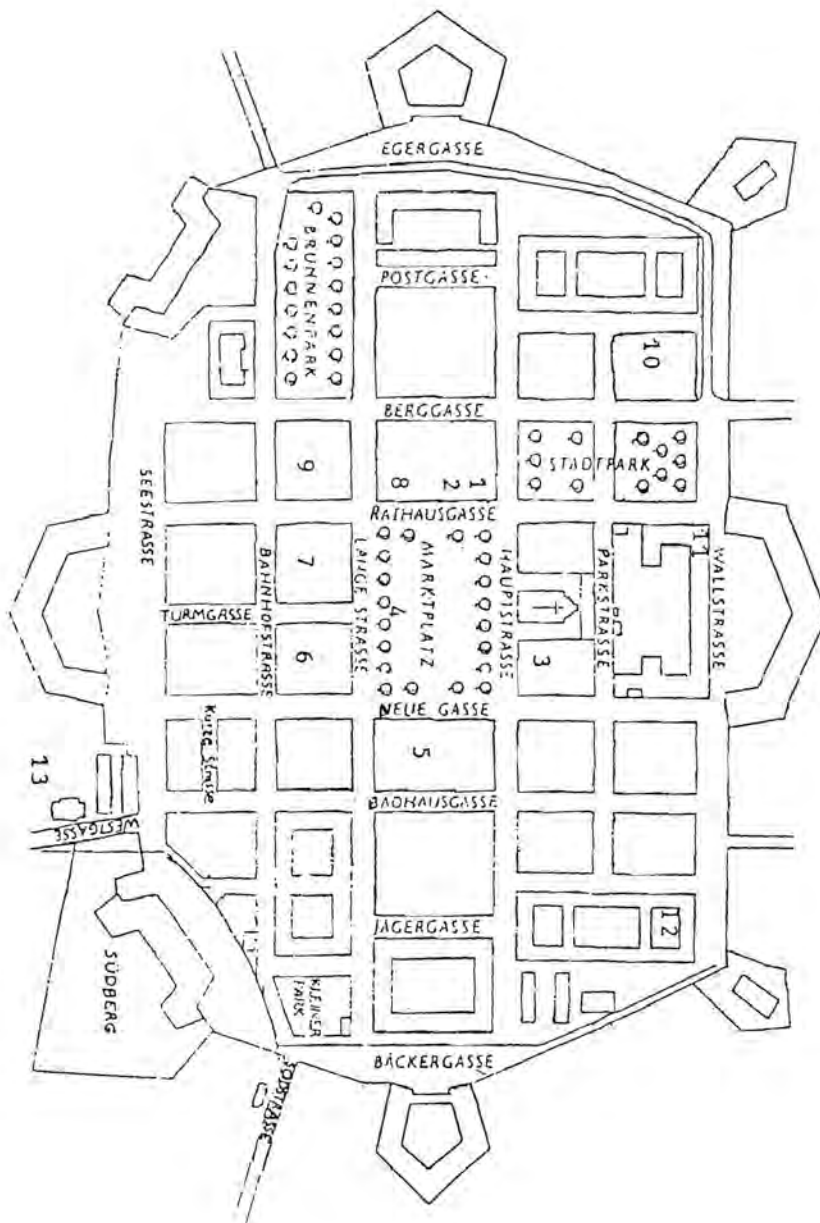 EGERGASSE
BRUNNENPARK
POSTGASSE
10
BERGGASSE
STADTPARK
SEESTRASSE
9
8
2
1
RATHAUSGASSE
11
WALLSTRASSE
BAHNHOFSTRASSE
7
LANGE STRASSE
MARKTPLATZ
HAUPTSTRASSE
PARKSTRASSE
TURMGASSE
4
6
3
NEUE GASSE
Kurze Strasse
5
13
BADHAUSGASSE
WESTGASSE
12
JÄGERGASSE
SÜDBERG
KLEINER
PARK
BÄCKERGASSE
SÜDSTRASSE